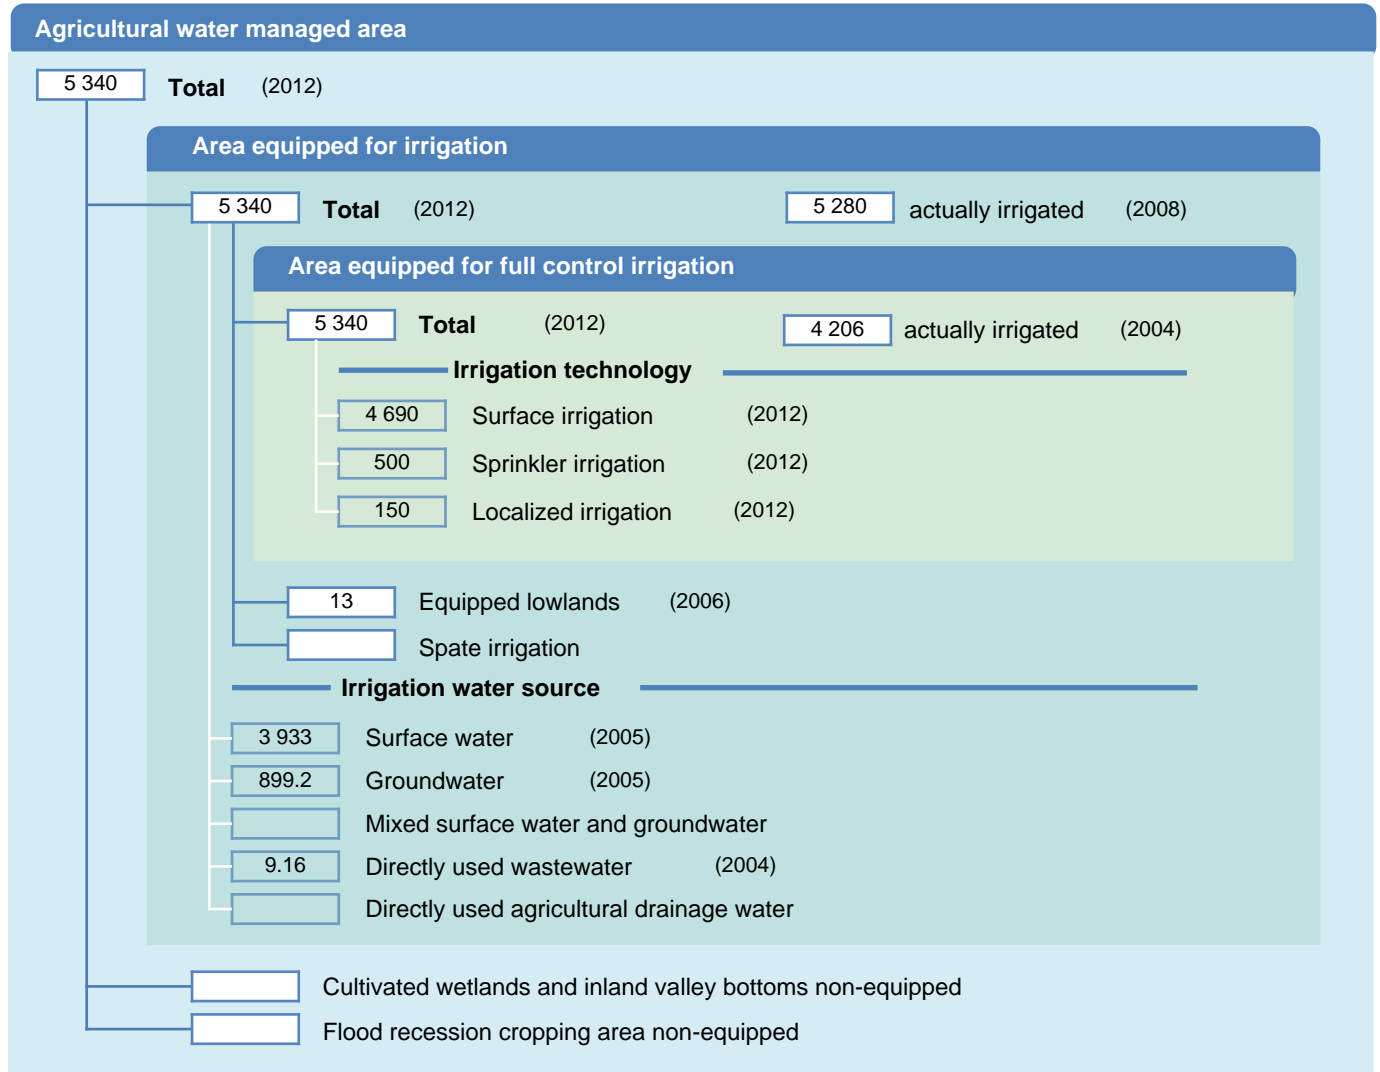 Agricultural water managed area
5 340 Total (2012)
Area equipped for irrigation
5 340 Total (2012) 5 280 actually irrigated (2008)
Area equipped for full control irrigation
5 340 Total (2012) 4 206 actually irrigated (2004)
Irrigation technology
4 690 Surface irrigation (2012)
500 Sprinkler irrigation (2012)
150 Localized irrigation (2012)
13 Equipped lowlands (2006)
Spate irrigation
Irrigation water source
3 933 Surface water (2005)
899.2 Groundwater (2005)
Mixed surface water and groundwater
9.16 Directly used wastewater (2004)
Directly used agricultural drainage water
Cultivated wetlands and inland valley bottoms non-equipped
Flood recession cropping area non-equipped